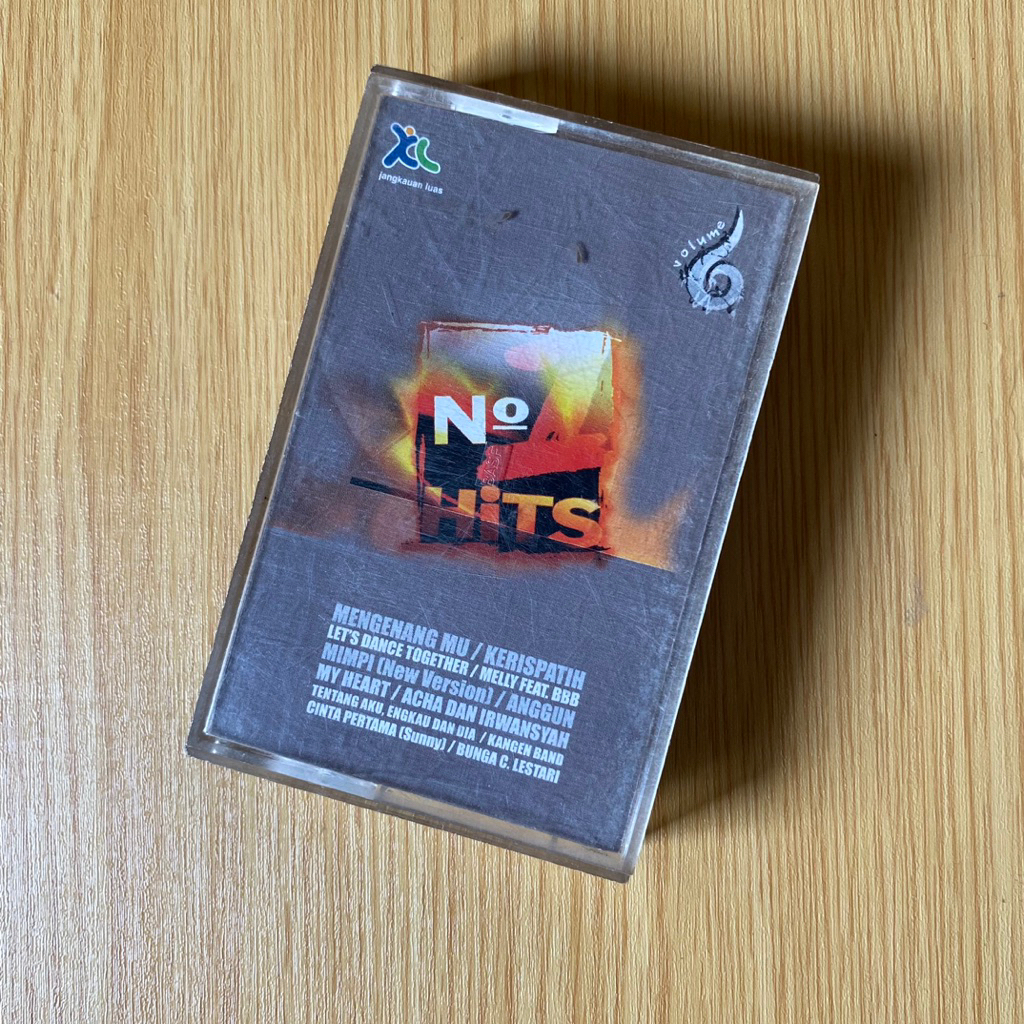 XL
jangkauan luas
volume
6
Nº
HiTS
MENGENANG MU / KERISPATIH
LET'S DANCE TOGETHER / MELLY FEAT. BBB
MIMPI (New Version) / ANGGUN
MY HEART / ACHA DAN IRWANSYAH
TENTANG AKU, ENGKAU DAN DIA / KANGEN BAND
CINTA PERTAMA (Sunny) / BUNGA C. LESTARI